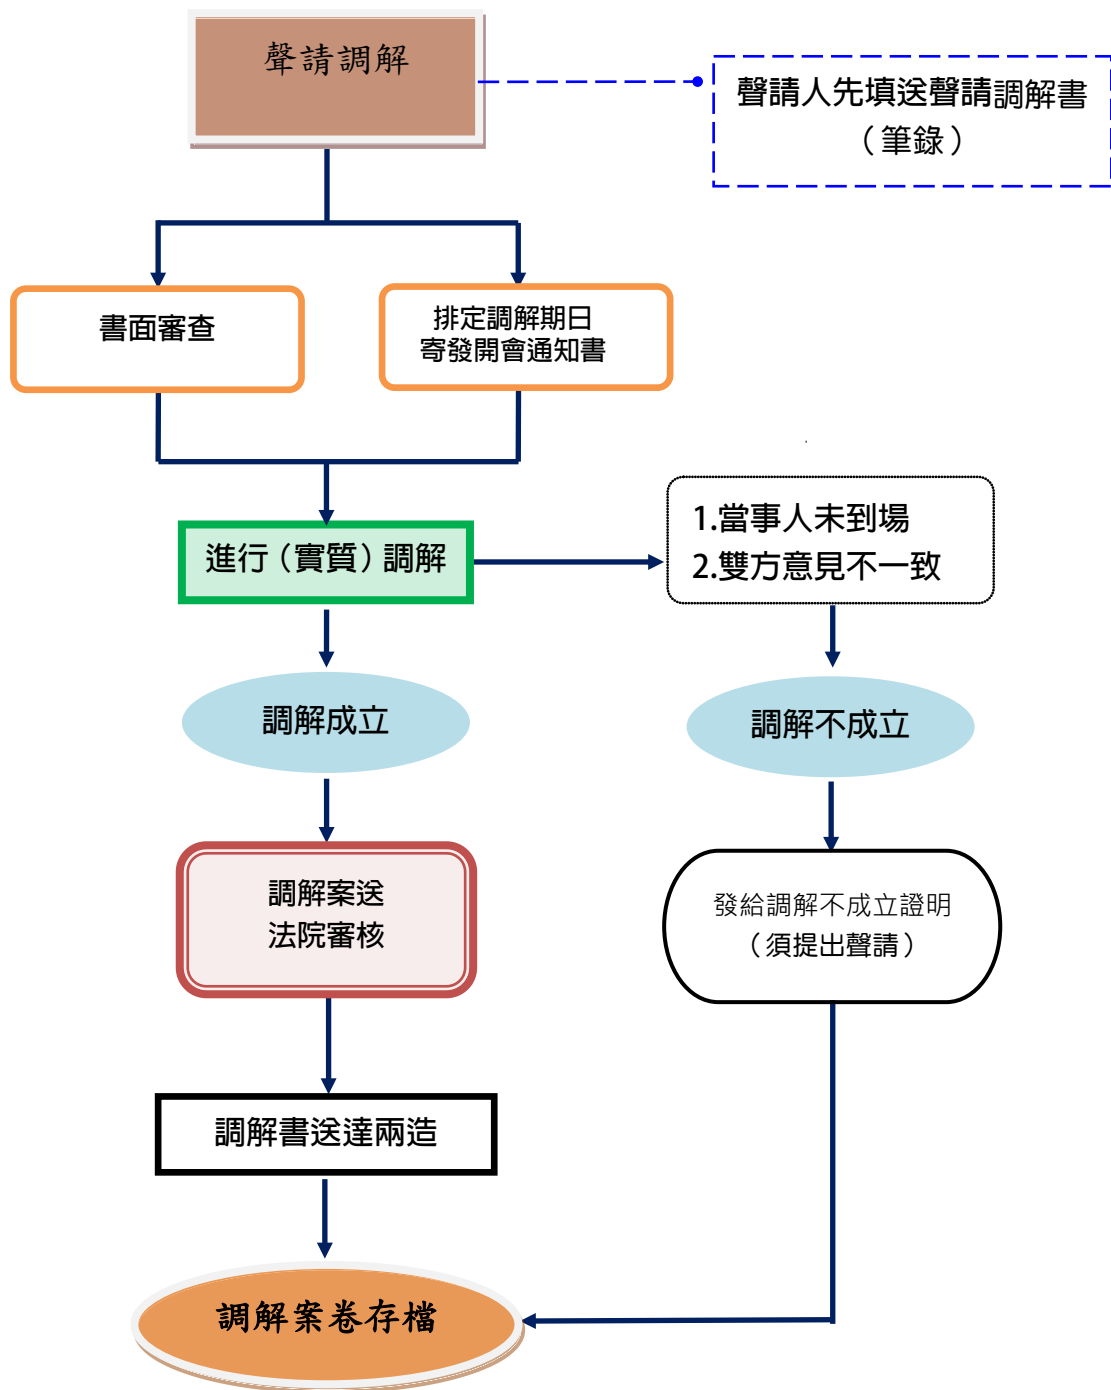 聲請調解
聲請人先填送聲請調解書
（筆錄）
書面審查
排定調解期日
寄發開會通知書
進行（實質）調解
1.當事人未到場
2.雙方意見不一致
調解成立
調解不成立
調解案送
法院審核
發給調解不成立證明
（須提出聲請）
調解書送達兩造
調解案卷存檔